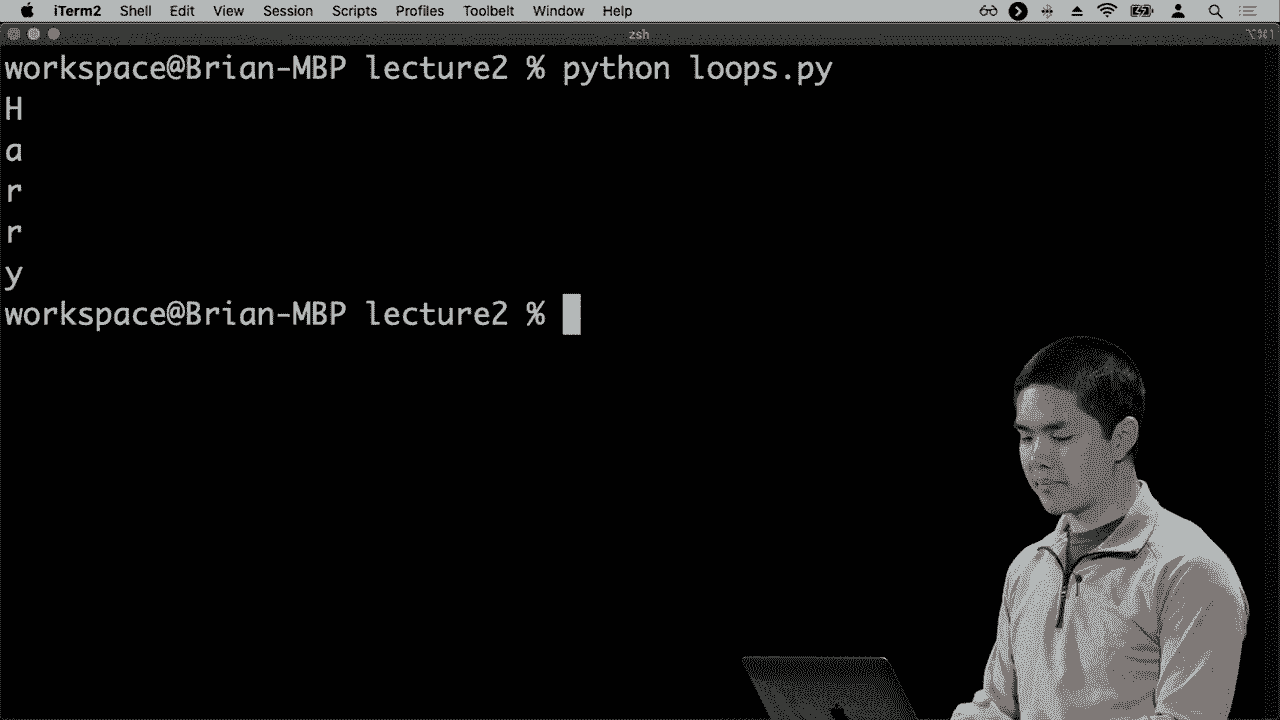 iTerm2 Shell Edit View Session Scripts Profiles Toolbelt Window Help
zsh ⌥⌘1
workspace@Brian-MBP lecture2 % python loops.py
H
a
r
r
y
workspace@Brian-MBP lecture2 %